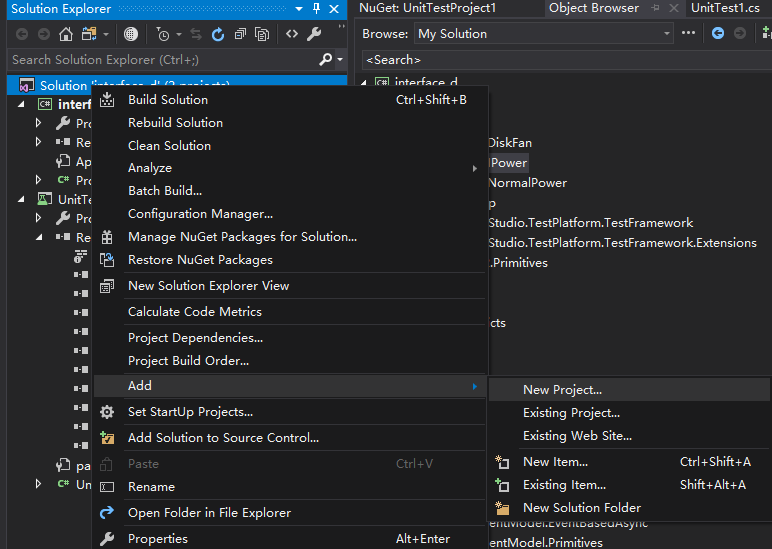 Solution Explorer
Search Solution Explorer (Ctrl+;)
Solution
C# interf
Pro
Re
Ap
C# Pro
UnitTe
Pro
Re
pa
C# Un
Build Solution Ctrl+Shift+B
Rebuild Solution
Clean Solution
Analyze
Batch Build...
Configuration Manager...
Manage NuGet Packages for Solution...
Restore NuGet Packages
New Solution Explorer View
Calculate Code Metrics
Project Dependencies...
Project Build Order...
Add
Set StartUp Projects...
Add Solution to Source Control...
Paste Ctrl+V
Rename
Open Folder in File Explorer
Properties Alt+Enter
New Project...
Existing Project...
Existing Web Site...
New Item... Ctrl+Shift+A
Existing Item... Shift+Alt+A
New Solution Folder
NuGet: UnitTestProject1 Object Browser UnitTest1.cs
Browse: My Solution
<Search>
C# interface_d
DiskFan
Power
NormalPower
p
Studio.TestPlatform.TestFramework
Studio.TestPlatform.TestFramework.Extensions
.Primitives
cts
entModel.EventBasedAsync
entModel.Primitives